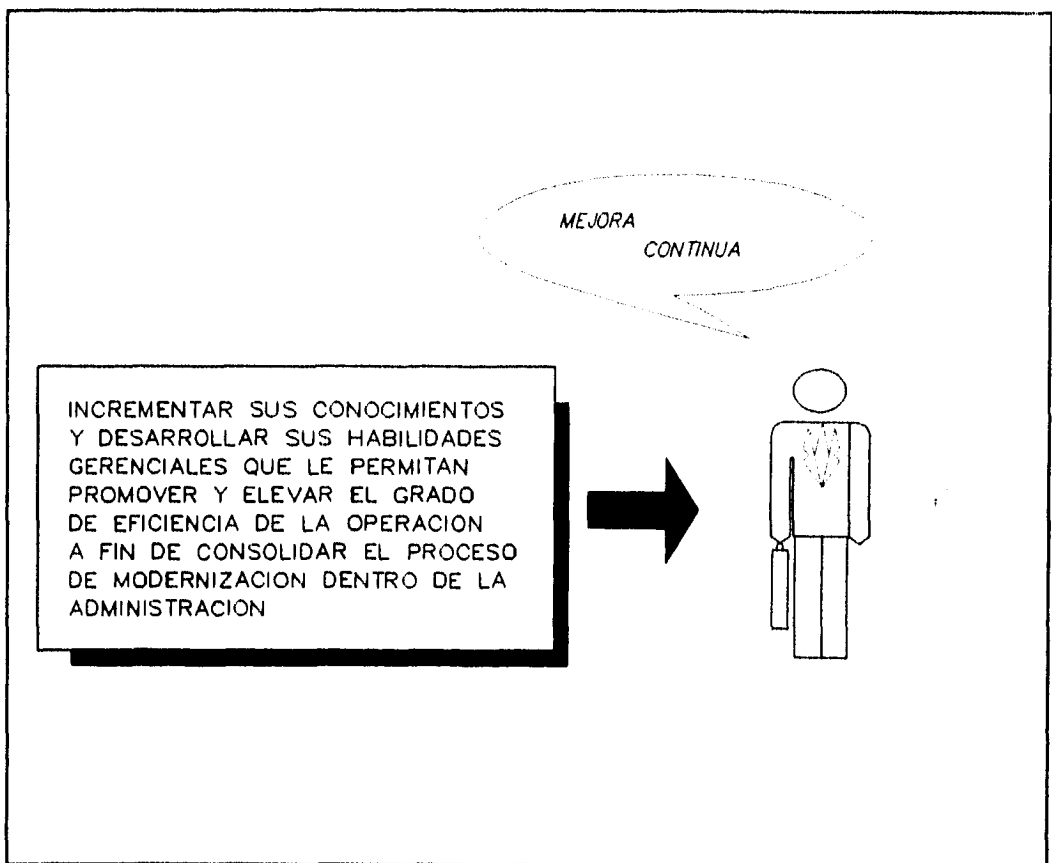 MEJORA
CONTINUA
INCREMENTAR SUS CONOCIMIENTOS
Y DESARROLLAR SUS HABILIDADES
GERENCIALES QUE LE PERMITAN
PROMOVER Y ELEVAR EL GRADO
DE EFICIENCIA DE LA OPERACION
A FIN DE CONSOLIDAR EL PROCESO
DE MODERNIZACION DENTRO DE LA
ADMINISTRACION